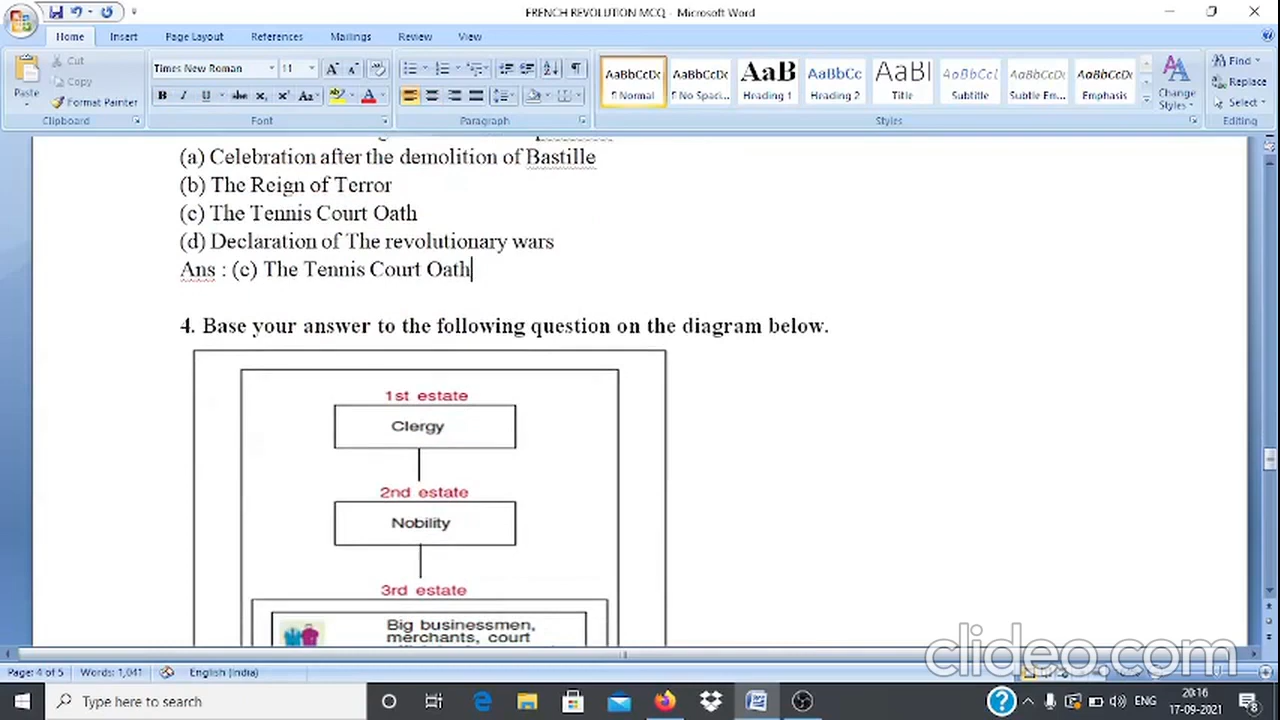 FRENCH REVOLUTION MCQ - Microsoft Word
Home Insert Page Layout References Mailings Review View
Paste
Cut
Copy
Format Painter
Clipboard
Times New Roman 11
Font
Paragraph
AaBbCcDc AaBbCcDc AaB AaBbCc AaB AaBbCcL AaBbCcDc AaBbCcDc
¶ Normal ¶ No Spaci... Heading 1 Heading 2 Title Subtitle Subtle Em... Emphasis
Styles
Change Styles
Find
Replace
Select
Editing
(a) Celebration after the demolition of Bastille
(b) The Reign of Terror
(c) The Tennis Court Oath
(d) Declaration of The revolutionary wars
Ans : (c) The Tennis Court Oath
4. Base your answer to the following question on the diagram below.
1st estate
Clergy
2nd estate
Nobility
3rd estate
Big businessmen,
merchants, court
clideo.com
Page: 4 of 5 Words: 1,041 English (India)
Type here to search
ENG
20:16
17-09-2021